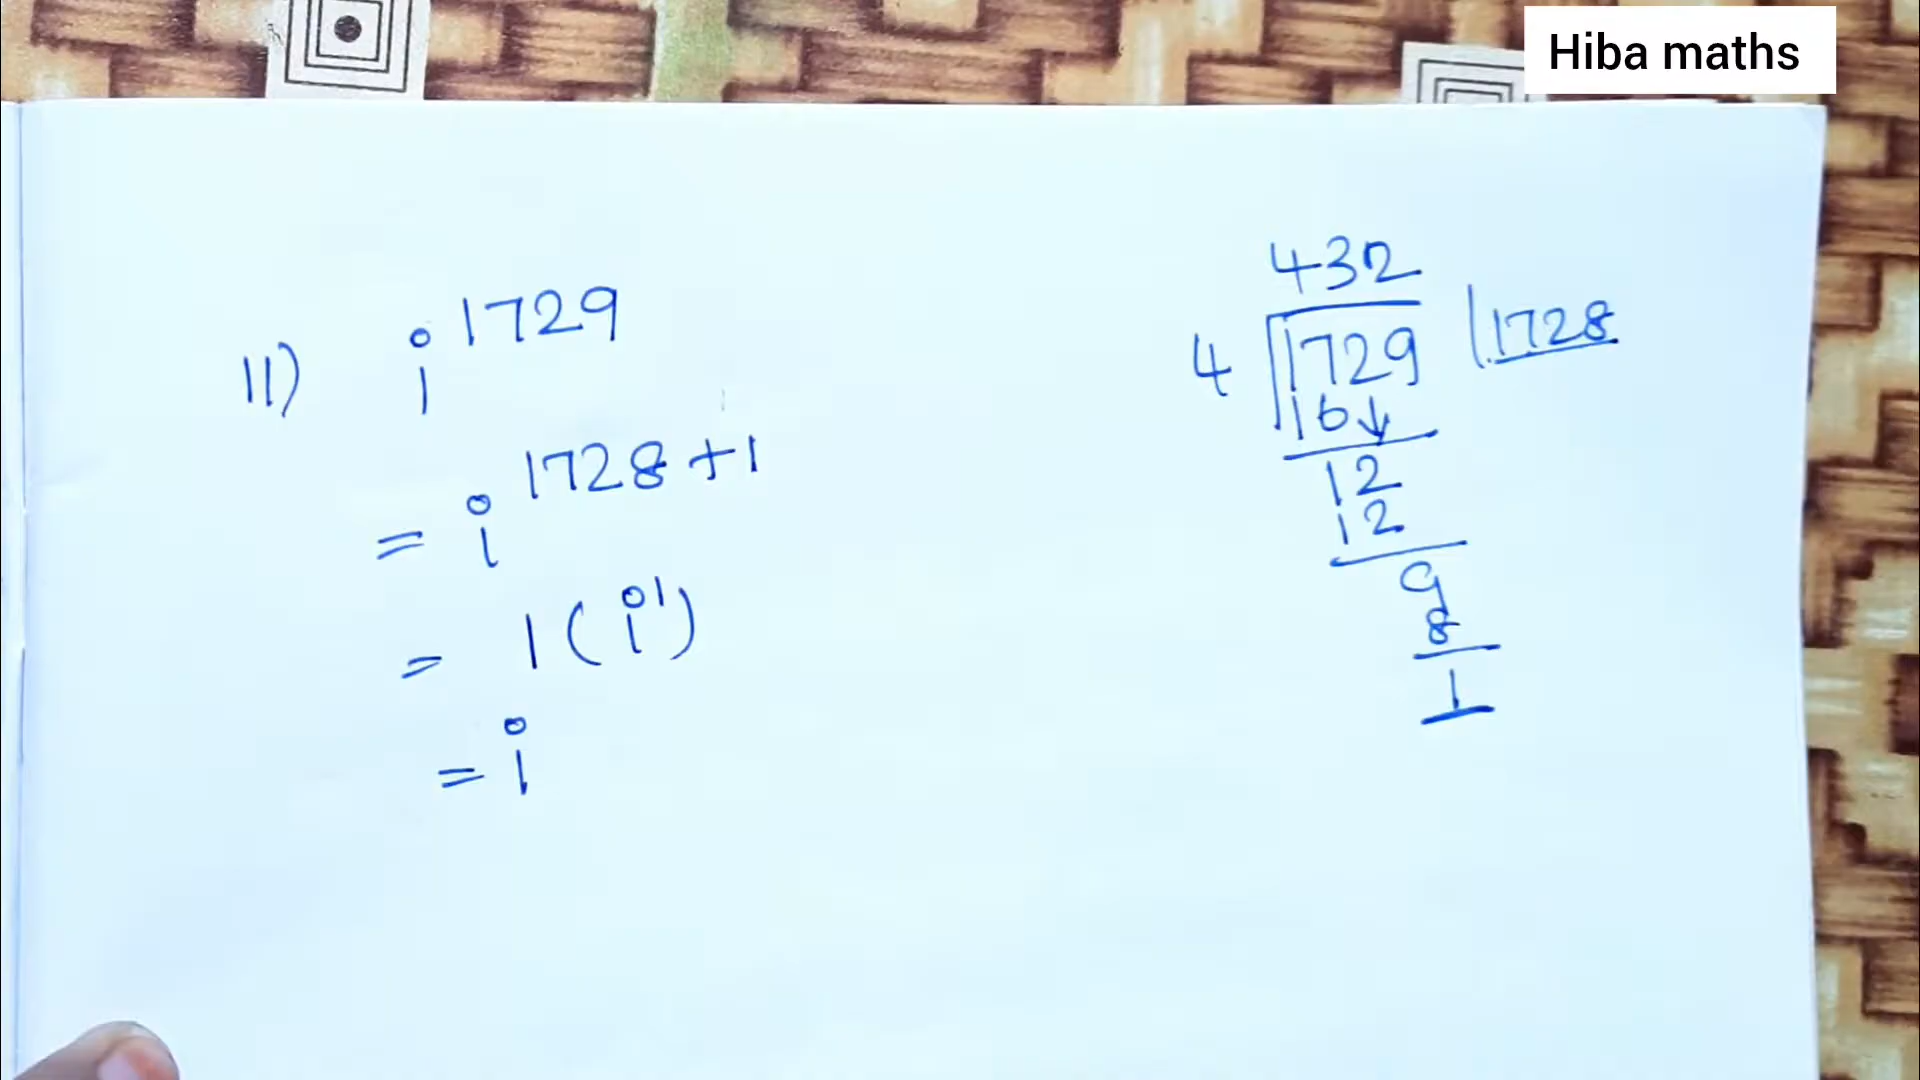 Hiba maths
11) i^1729
= i^1728+1
= 1(i^1)
= i
432
4 1729 1728
16↓
12
12
9
8
1